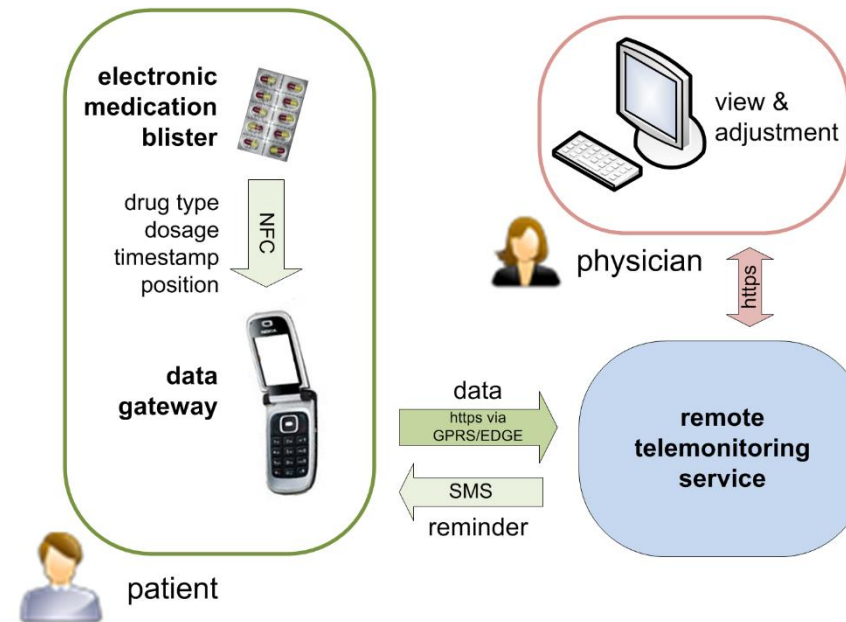 electronic
medication
blister
drug type
dosage
timestamp
position
NFC
data
gateway
patient
data
https via
GPRS/EDGE
SMS
reminder
view &
adjustment
physician
https
remote
telemonitoring
service